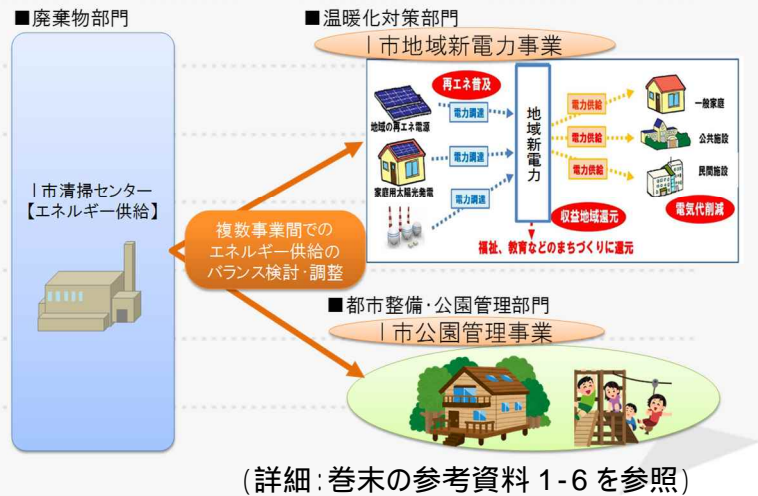 ■廃棄物部門
I市清掃センター
【エネルギー供給】
複数事業間での
エネルギー供給の
バランス検討・調整
■温暖化対策部門
I市地域新電力事業
再エネ普及
地域の再エネ電源
電力調達
家庭用太陽光発電
電力調達
電力調達
地域新電力
電力供給
一般家庭
電力供給
公共施設
電力供給
民間施設
収益地域還元
電気代削減
福祉、教育などのまちづくりに還元
■都市整備・公園管理部門
I市公園管理事業
(詳細:巻末の参考資料1-6を参照)